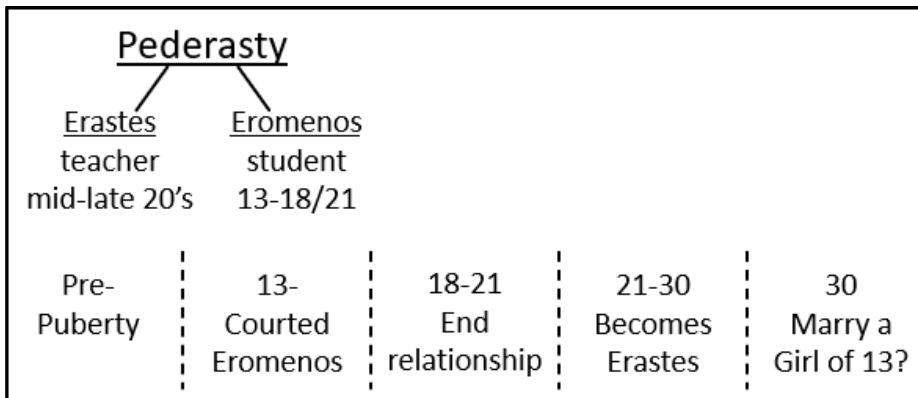 Pederasty
Erastes
teacher
mid-late 20's
Eromenos
student
13-18/21
Pre-
Puberty
13-
Courted
Eromenos
18-21
End
relationship
21-30
Becomes
Erastes
30
Marry a
Girl of 13?